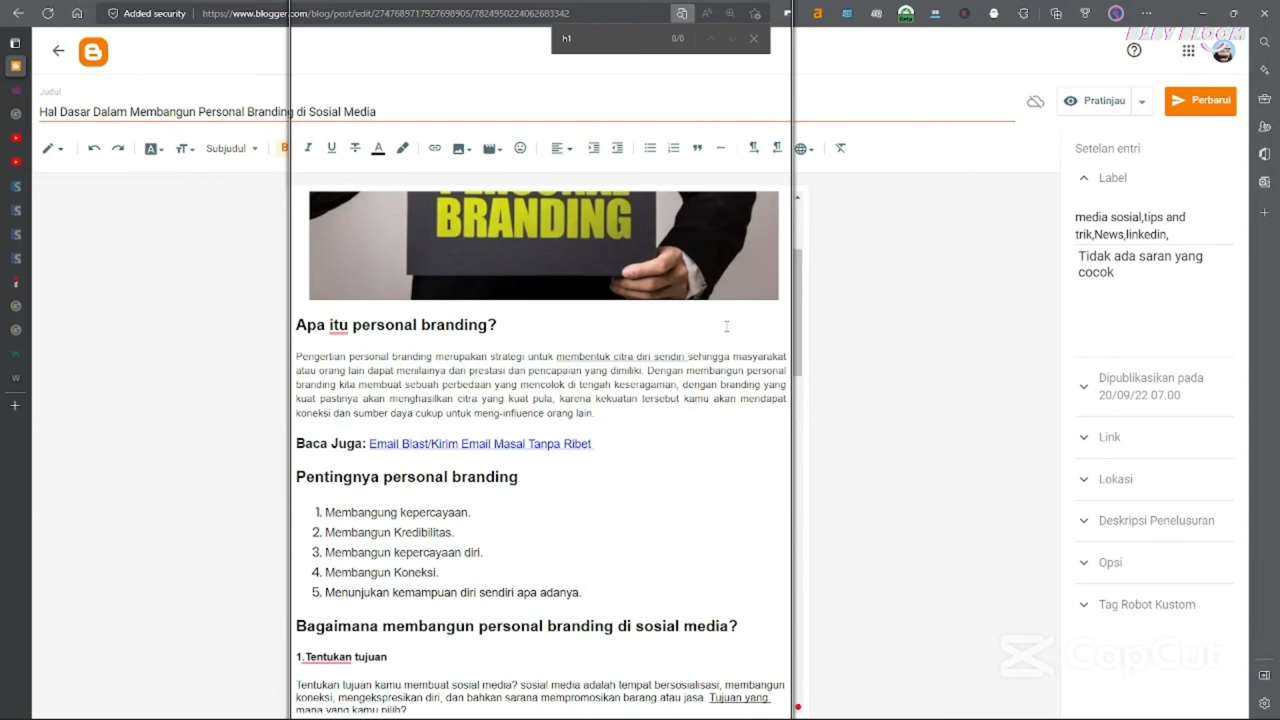 Added security
https://www.blogger.com/blog/post/edit/2747689717927698905/7824950224062683342
h1
0/0
Judul
Hal Dasar Dalam Membangun Personal Branding di Sosial Media
Pratinjau
Perbarui
Subjudul
B
PERSONAL
BRANDING
Apa itu personal branding?
Pengertian personal branding merupakan strategi untuk membentuk citra diri sendiri sehingga masyarakat
atau orang lain dapat menilainya dari prestasi dan pencapaian yang dimiliki. Dengan membangun personal
branding kita membuat sebuah perbedaan yang mencolok di tengah keseragaman, dengan branding yang
kuat pastinya akan menghasilkan citra yang kuat pula, karena kekuatan tersebut kamu akan mendapat
koneksi dan sumber daya cukup untuk meng-influence orang lain.
Baca Juga: Email Blast/Kirim Email Masal Tanpa Ribet
Pentingnya personal branding
1. Membangung kepercayaan.
2. Membangun Kredibilitas.
3. Membangun kepercayaan diri.
4. Membangun Koneksi.
5. Menunjukan kemampuan diri sendiri apa adanya.
Bagaimana membangun personal branding di sosial media?
1.Tentukan tujuan
Tentukan tujuan kamu membuat sosial media? sosial media adalah tempat bersosialisasi, membangun
koneksi, mengekspresikan diri, dan bahkan sarana mempromosikan barang atau jasa. Tujuan yang
mana yang kamu pilih?
Setelan entri
Label
media sosial,tips and
trik,News,linkedin,
Tidak ada saran yang
cocok
Dipublikasikan pada
20/09/22 07.00
Link
Lokasi
Deskripsi Penelusuran
Opsi
Tag Robot Kustom
CapCut